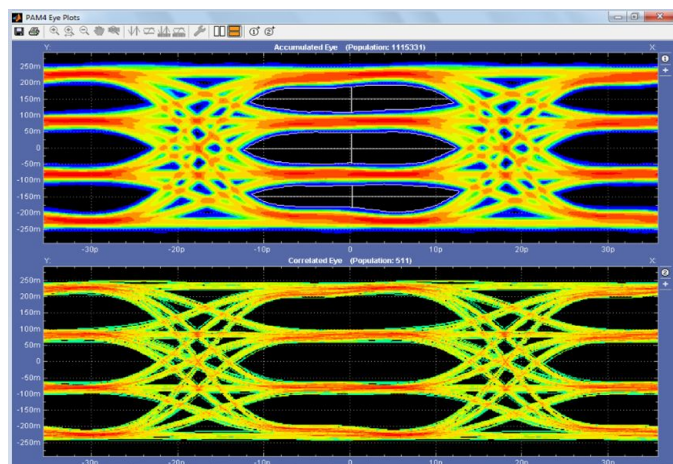 PAM4 Eye Plots
Y: Accumulated Eye (Population: 1115331) X:
250m
200m
150m
100m
50m
0
-50m
-100m
-150m
-200m
-250m
-30p -20p -10p 0 10p 20p 30p
Y: Correlated Eye (Population: 511) X:
250m
200m
150m
100m
50m
0
-50m
-100m
-150m
-200m
-250m
-30p -20p -10p 0 10p 20p 30p